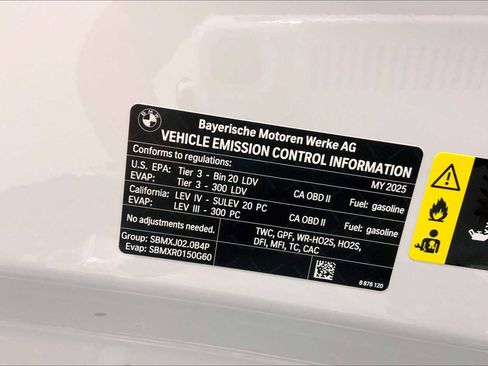 BMW
Bayerische Motoren Werke AG
VEHICLE EMISSION CONTROL INFORMATION
Conforms to regulations: MY 2025
U.S. EPA: Tier 3 - Bin 20 LDV CA OBD II Fuel: gasoline
EVAP: Tier 3 - 300 LDV
California: LEV IV - SULEV 20 PC CA OBD II Fuel: gasoline
EVAP: LEV III - 300 PC
No adjustments needed. TWC, GPF, WR-HO2S, HO2S,
DFI, MFI, TC, CAC
Group: SBMXJ02.0B4P
Evap: SBMXR0150G60
8 876 120